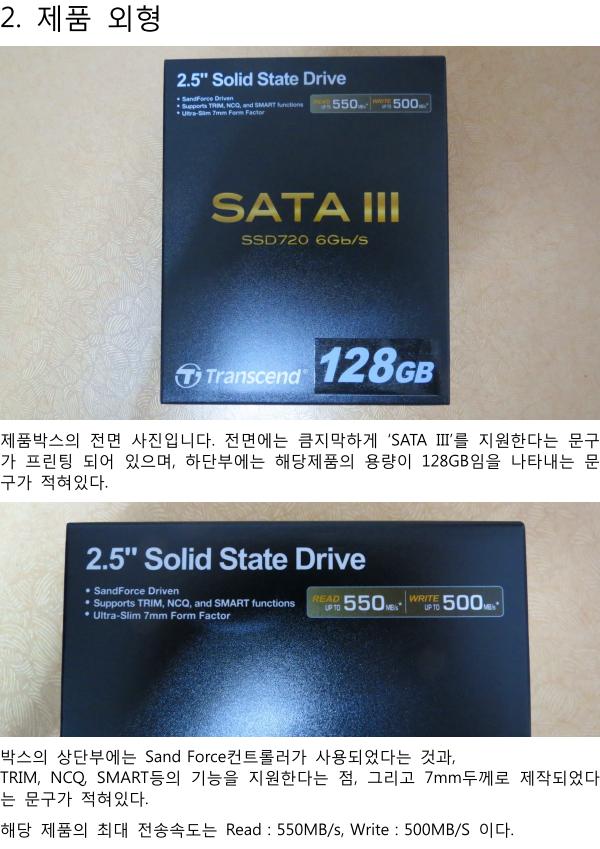 2. 제품 외형
2.5" Solid State Drive
• SandForce Driven
• Supports TRIM, NCQ, and SMART functions
• Ultra-Slim 7mm Form Factor
READ UP TO 550 MB/s* WRITE UP TO 500 MB/s*
SATA III
SSD720 6Gb/s
Transcend® 128GB
제품박스의 전면 사진입니다. 전면에는 큼지막하게 ‘SATA III’를 지원한다는 문구
가 프린팅 되어 있으며, 하단부에는 해당제품의 용량이 128GB임을 나타내는 문
구가 적혀있다.
2.5" Solid State Drive
• SandForce Driven
• Supports TRIM, NCQ, and SMART functions
• Ultra-Slim 7mm Form Factor
READ UP TO 550 MB/s* WRITE UP TO 500 MB/s*
박스의 상단부에는 Sand Force컨트롤러가 사용되었다는 것과,
TRIM, NCQ, SMART등의 기능을 지원한다는 점, 그리고 7mm두께로 제작되었다
는 문구가 적혀있다.
해당 제품의 최대 전송속도는 Read : 550MB/s, Write : 500MB/S 이다.